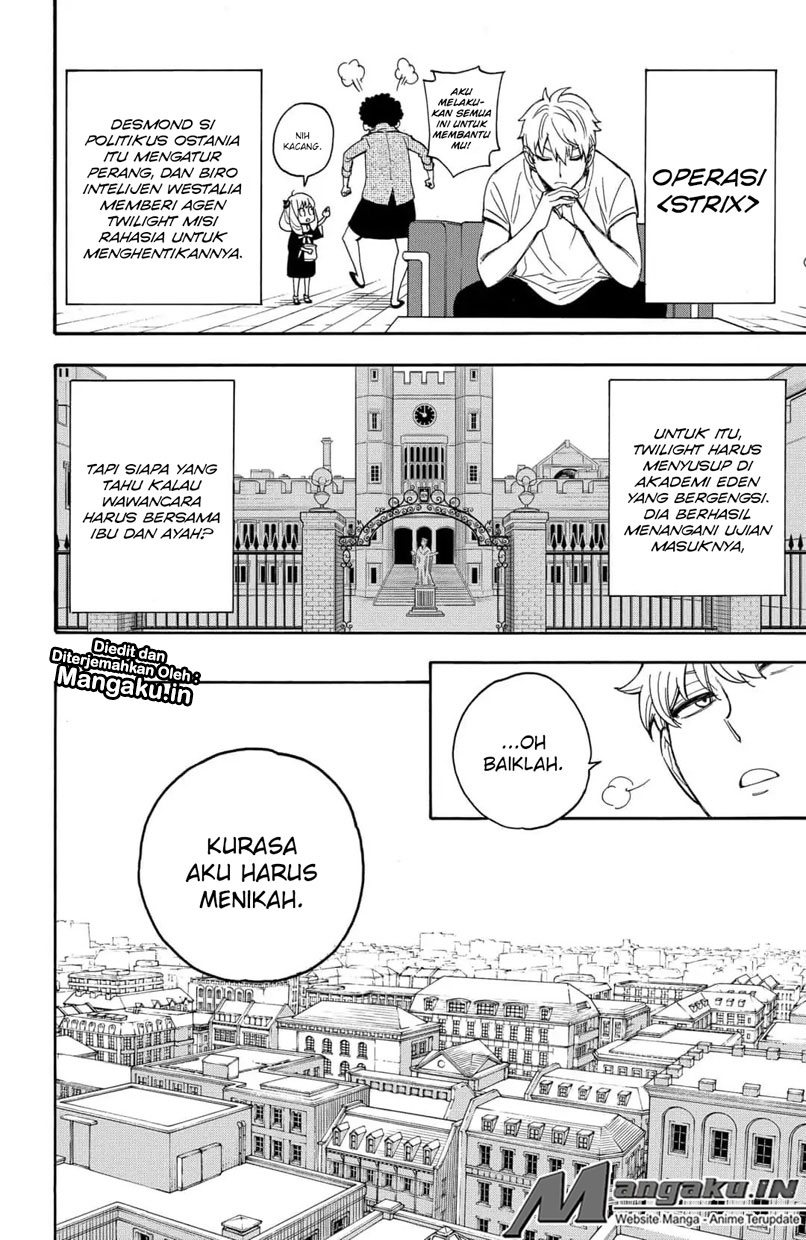 OPERASI
<STRIX>
AKU
MELAKU-
KAN SEMUA
INI UNTUK
MEMBANTU
MU!
NIH
KACANG.
DESMOND SI
POLITIKUS OSTANIA
ITU MENGATUR
PERANG, DAN BIRO
INTELIJEN WESTALIA
MEMBERI AGEN
TWILIGHT MISI
RAHASIA UNTUK
MENGHENTIKANNYA.
UNTUK ITU,
TWILIGHT HARUS
MENYUSUP DI
AKADEMI EDEN
YANG BERGENGSI.
DIA BERHASIL
MENANGANI UJIAN
MASUKNYA,
TAPI SIAPA YANG
TAHU KALAU
WAWANCARA
HARUS BERSAMA
IBU DAN AYAH?
Diedit dan
Diterjemahkan Oleh :
Mangaku.in
...OH
BAIKLAH.
KURASA
AKU HARUS
MENIKAH.
Mangaku.IN
Website Manga - Anime Terupdate